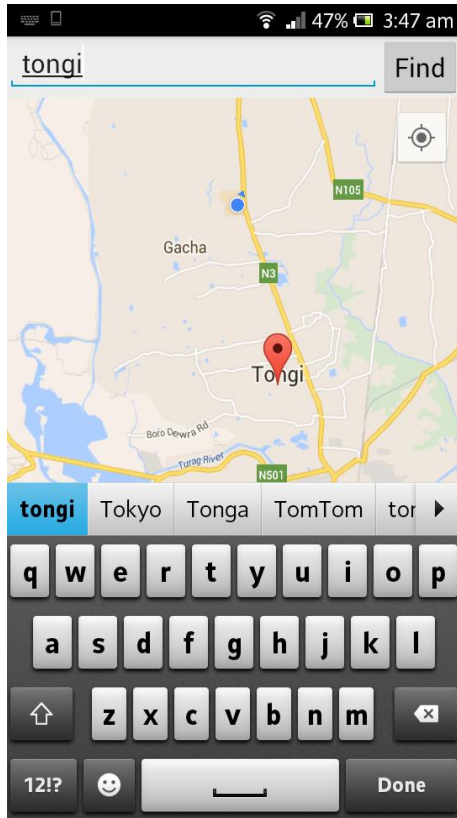 47% 3:47 am
tongi Find
N105
Gacha
N3
Tongi
Boro Dewra Rd
Turag River
N501
tongi Tokyo Tonga TomTom tor
q w e r t y u i o p
a s d f g h j k l
z x c v b n m
12!? Done